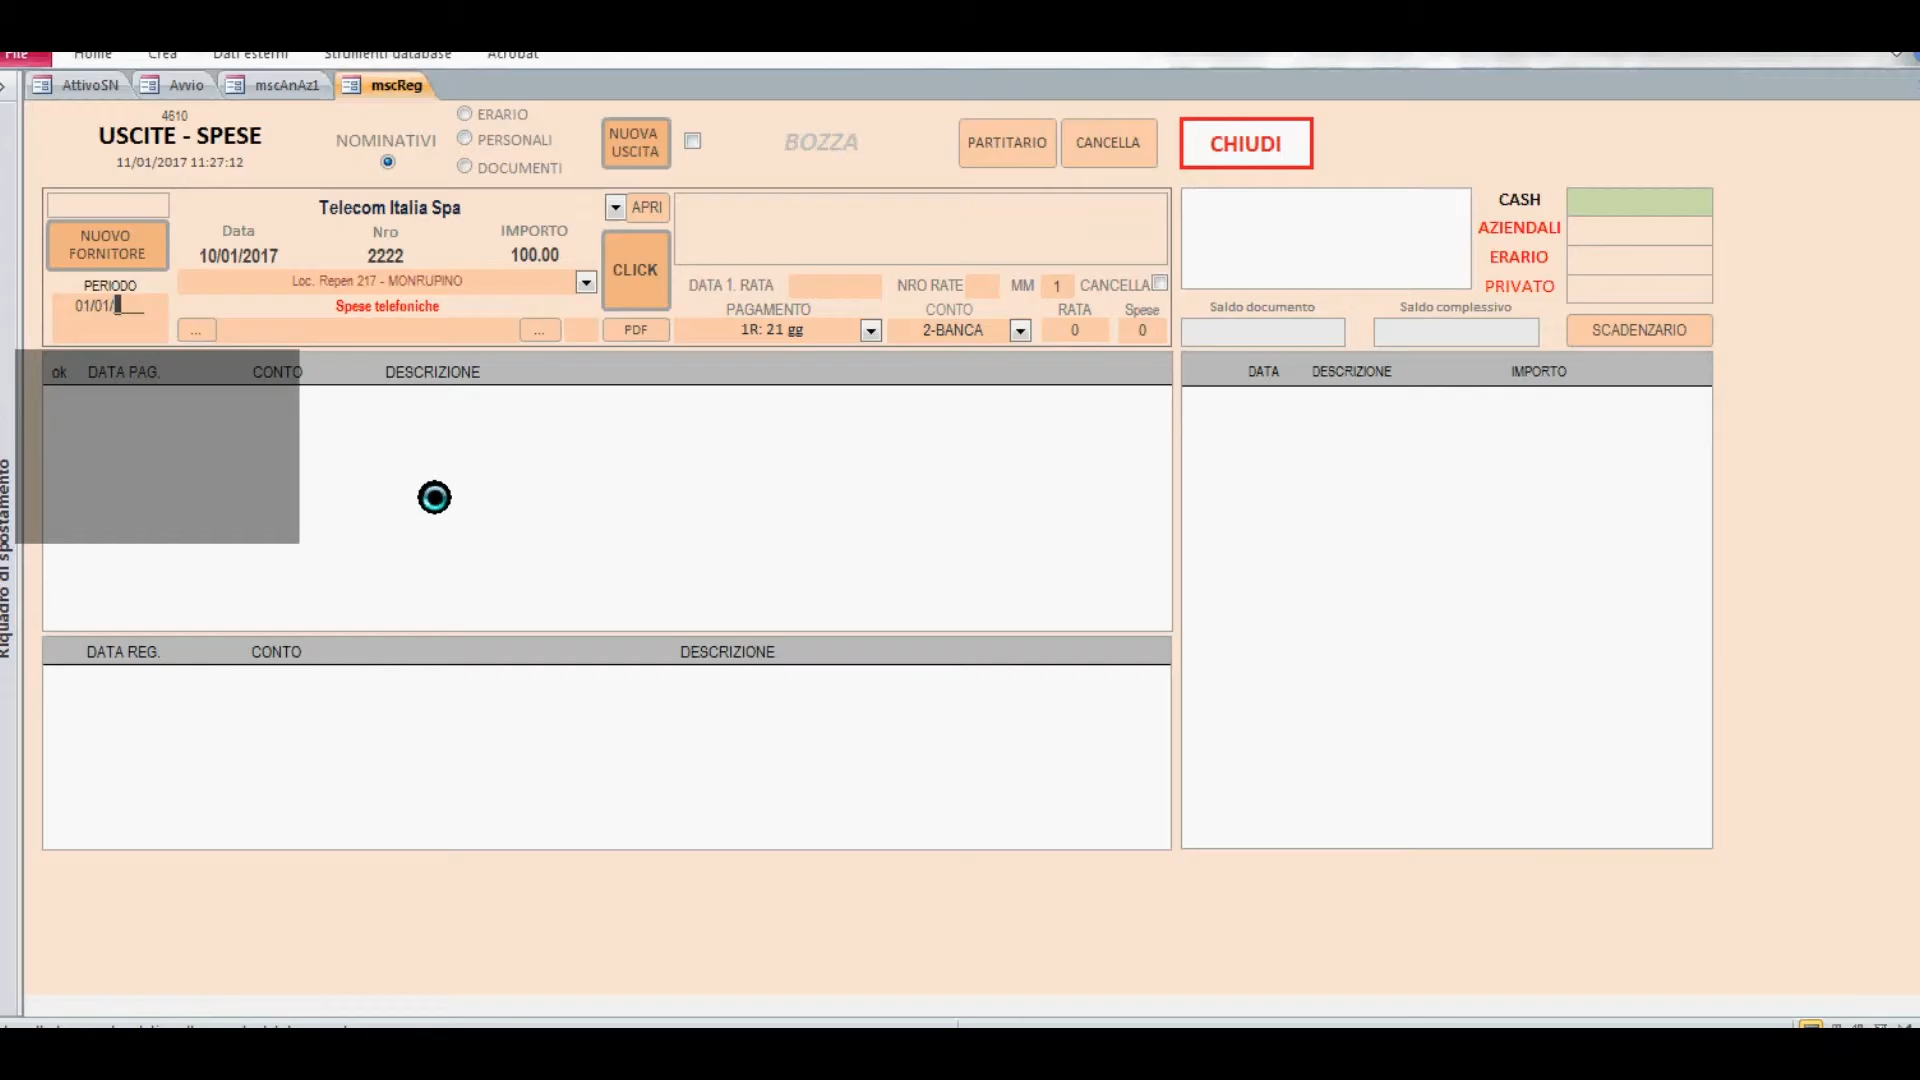 File Home Crea Dati esterni Strumenti database Acrobat
AttivoSN Avvio mscAnAz1 mscReg
4610
USCITE - SPESE
11/01/2017 11:27:12
NOMINATIVI
ERARIO
PERSONALI
DOCUMENTI
NUOVA
USCITA
BOZZA
PARTITARIO
CANCELLA
CHIUDI
NUOVO
FORNITORE
Telecom Italia Spa
APRI
Data
Nro
IMPORTO
10/01/2017
2222
100.00
CLICK
PERIODO
01/01/
Loc. Repen 217 - MONRUPINO
Spese telefoniche
...
...
PDF
DATA 1. RATA
NRO RATE
MM
1
CANCELLA
PAGAMENTO
CONTO
RATA
Spese
1R: 21 gg
2-BANCA
0
0
CASH
AZIENDALI
ERARIO
PRIVATO
Saldo documento
Saldo complessivo
SCADENZARIO
ok DATA PAG. CONTO DESCRIZIONE
DATA DESCRIZIONE IMPORTO
DATA REG. CONTO DESCRIZIONE
Riquadro di spostamento